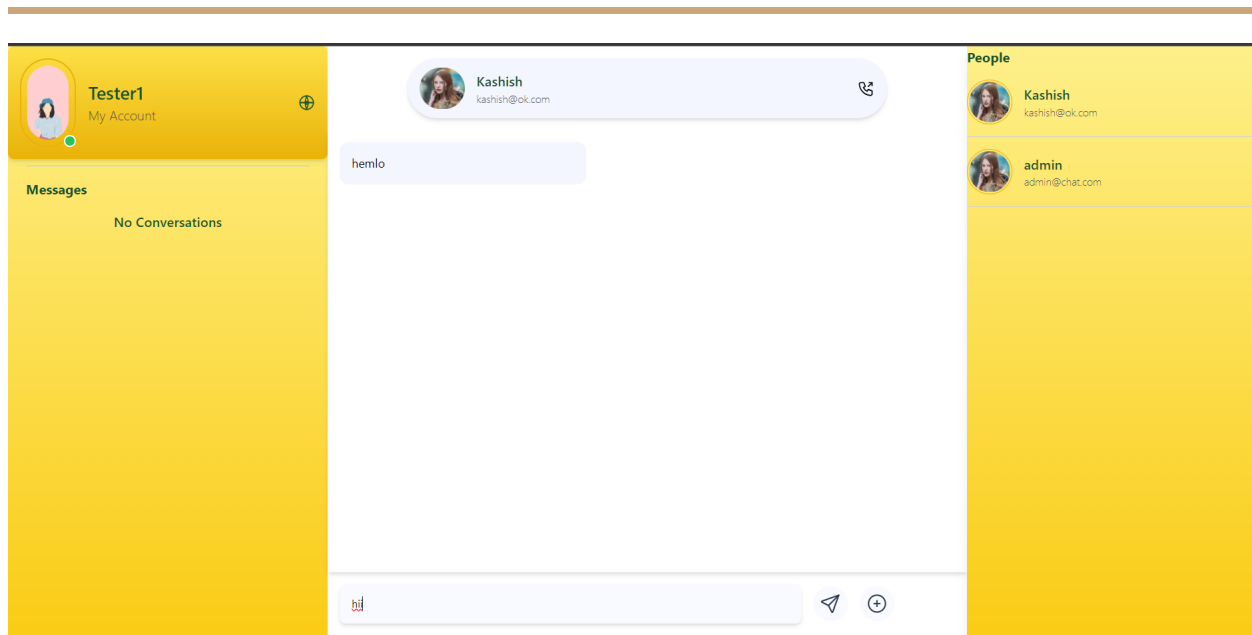 Tester1
My Account
Messages
No Conversations
Kashish
kashish@ok.com
hemlo
hii
People
Kashish
kashish@ok.com
admin
admin@chat.com